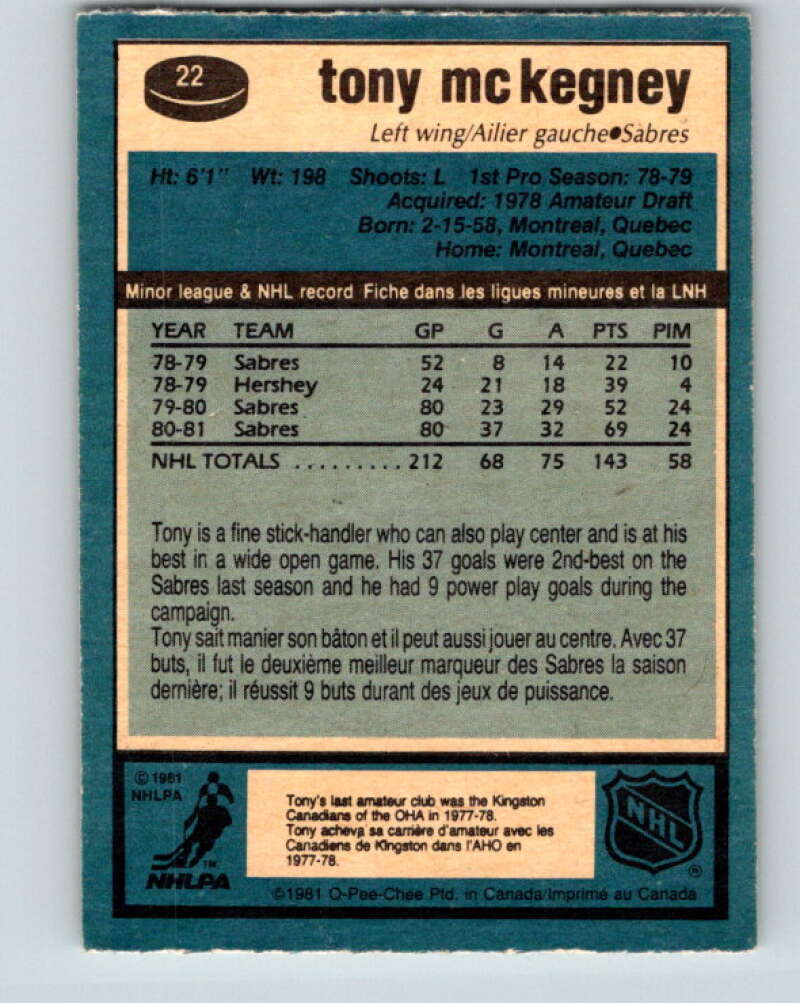 22
tony mckegney
Left wing/Ailier gauche●Sabres
Ht: 6'1" Wt: 198 Shoots: L 1st Pro Season: 78-79
Acquired: 1978 Amateur Draft
Born: 2-15-58, Montreal, Quebec
Home: Montreal, Quebec
Minor league & NHL record Fiche dans les ligues mineures et la LNH
YEAR TEAM GP G A PTS PIM
78-79 Sabres 52 8 14 22 10
78-79 Hershey 24 21 18 39 4
79-80 Sabres 80 23 29 52 24
80-81 Sabres 80 37 32 69 24
NHL TOTALS ......... 212 68 75 143 58
Tony is a fine stick-handler who can also play center and is at his
best in a wide open game. His 37 goals were 2nd-best on the
Sabres last season and he had 9 power play goals during the
campaign.
Tony sait manier son bâton et il peut aussi jouer au centre. Avec 37
buts, il fut le deuxième meilleur marqueur des Sabres la saison
dernière; il réussit 9 buts durant des jeux de puissance.
© 1981
NHLPA
TM
NHLPA
Tony's last amateur club was the Kingston
Canadians of the OHA in 1977-78.
Tony acheva sa carrière d'amateur avec les
Canadiens de Kingston dans l'AHO en
1977-78.
NHL
®
©1981 O-Pee-Chee Ptd. in Canada/Imprimé au Canada